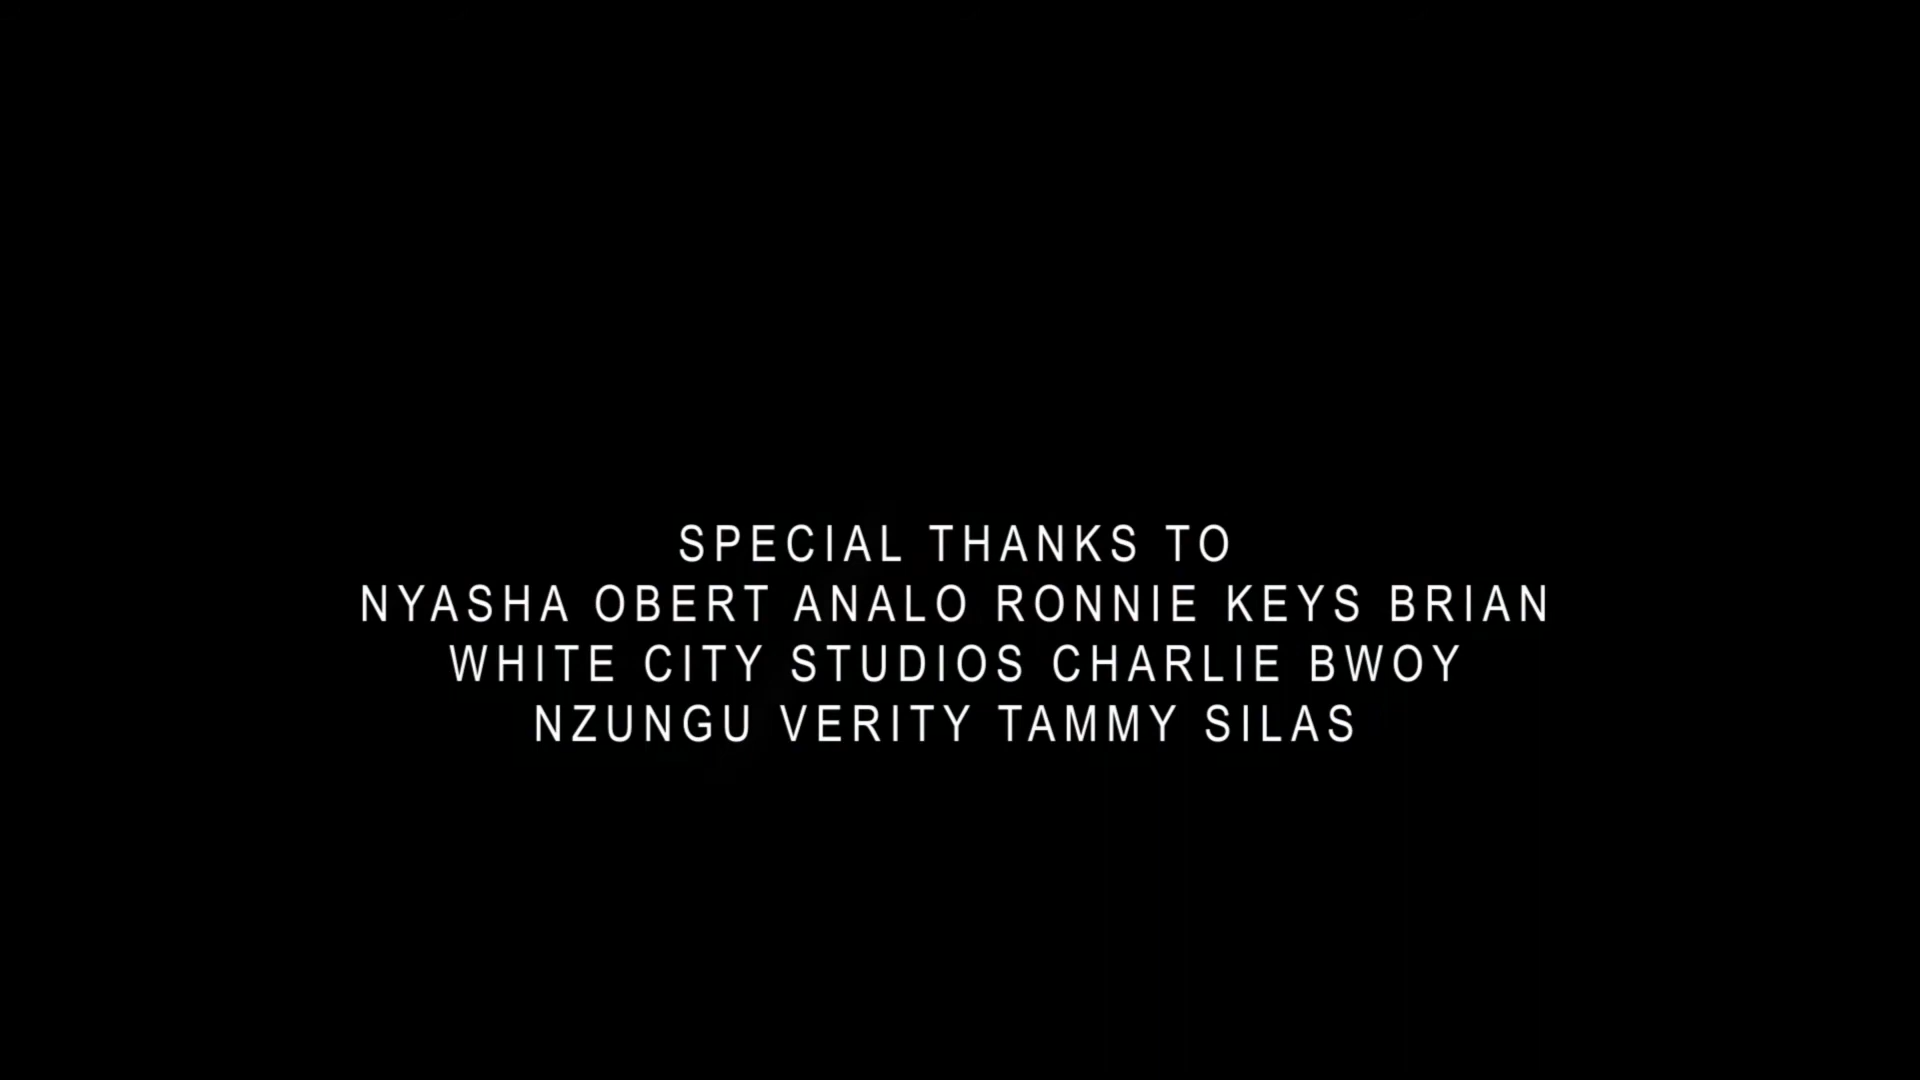 SPECIAL THANKS TO
NYASHA OBERT ANALO RONNIE KEYS BRIAN
WHITE CITY STUDIOS CHARLIE BWOY
NZUNGU VERITY TAMMY SILAS